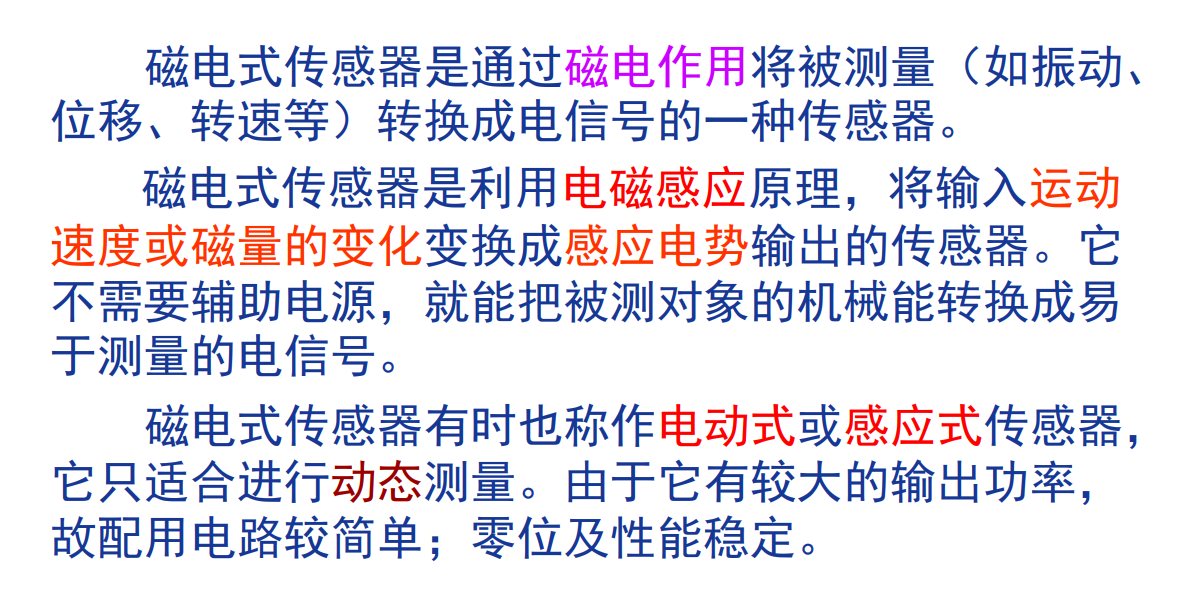 磁电式传感器是通过磁电作用将被测量（如振动、
位移、转速等）转换成电信号的一种传感器。
磁电式传感器是利用电磁感应原理，将输入运动
速度或磁量的变化变换成感应电势输出的传感器。它
不需要辅助电源，就能把被测对象的机械能转换成易
于测量的电信号。
磁电式传感器有时也称作电动式或感应式传感器，
它只适合进行动态测量。由于它有较大的输出功率，
故配用电路较简单；零位及性能稳定。